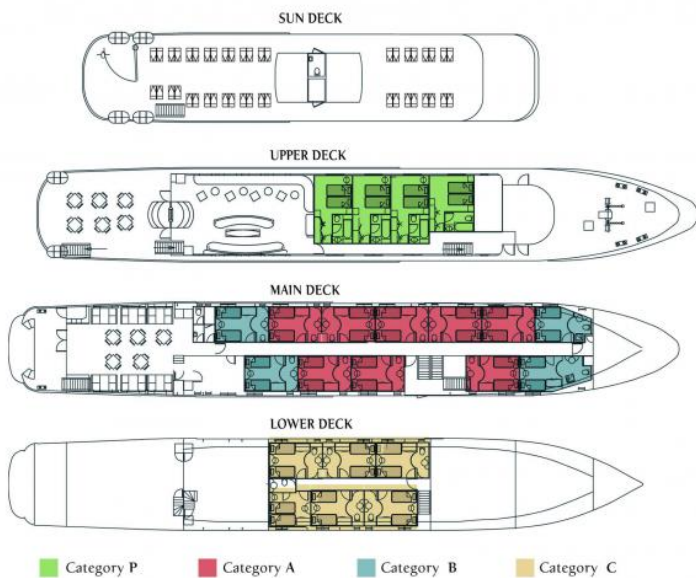 SUN DECK
UPPER DECK
MAIN DECK
LOWER DECK
Category P
Category A
Category B
Category C